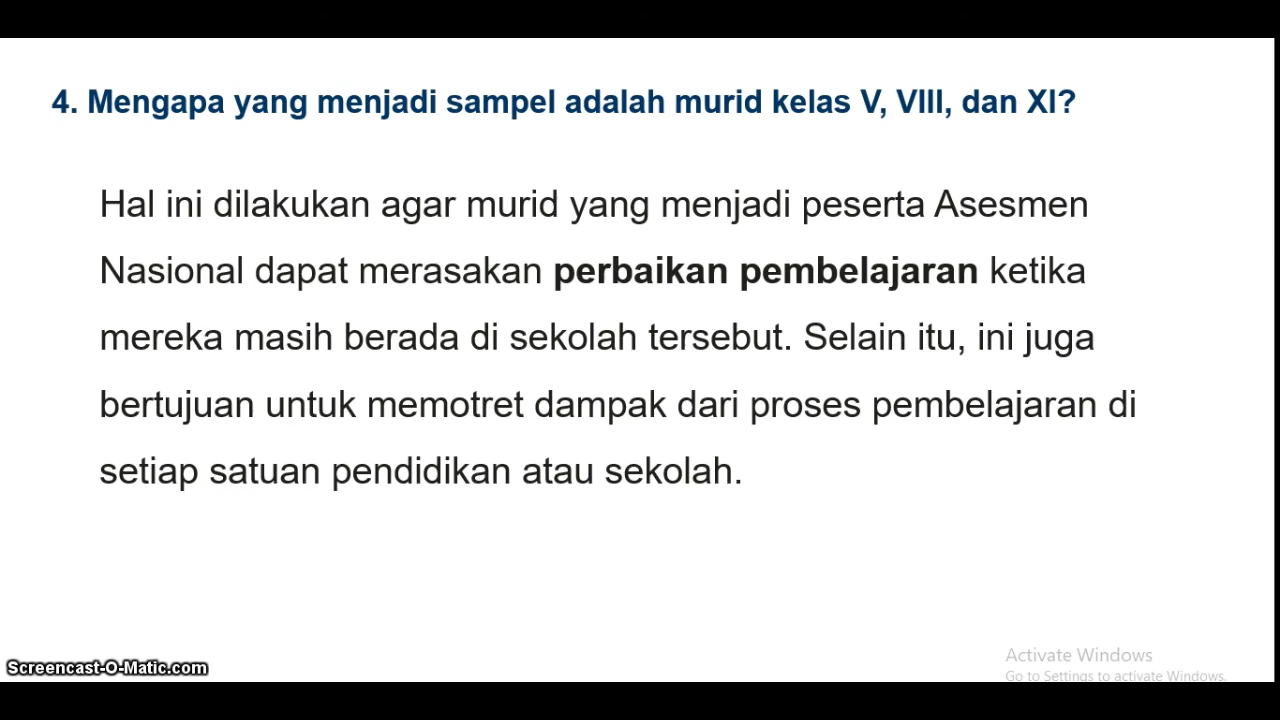 4. Mengapa yang menjadi sampel adalah murid kelas V, VIII, dan XI?
Hal ini dilakukan agar murid yang menjadi peserta Asesmen
Nasional dapat merasakan perbaikan pembelajaran ketika
mereka masih berada di sekolah tersebut. Selain itu, ini juga
bertujuan untuk memotret dampak dari proses pembelajaran di
setiap satuan pendidikan atau sekolah.
Activate Windows
Go to Settings to activate Windows.
Screencast-O-Matic.com